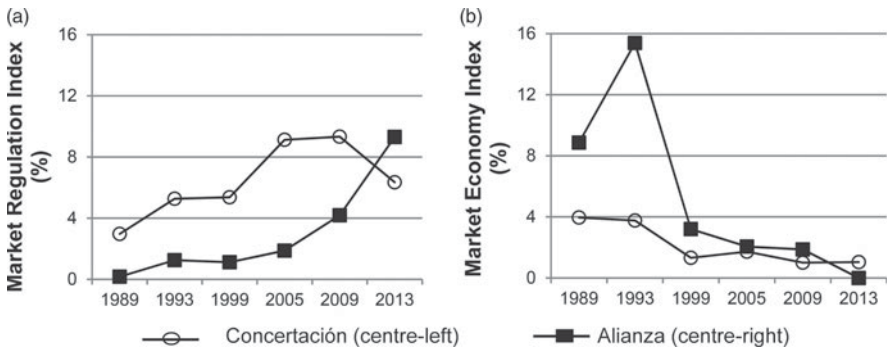 (a)
Market Regulation Index
(%)
16
12
8
4
0
1989 1993 1999 2005 2009 2013
(b)
Market Economy Index
(%)
16
12
8
4
0
1989 1993 1999 2005 2009 2013
Concertación (centre-left) Alianza (centre-right)